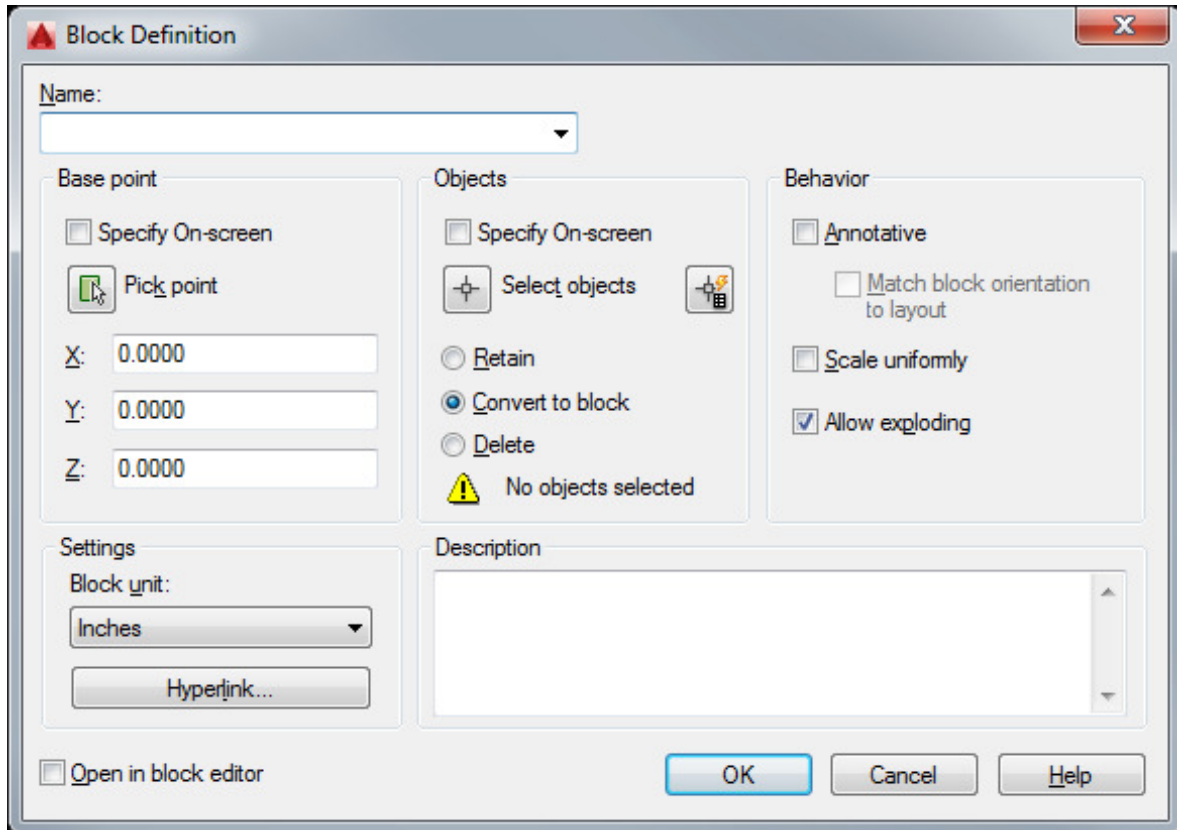 Block Definition
Name:
Base point
Specify On-screen
Pick point
X: 0.0000
Y: 0.0000
Z: 0.0000
Objects
Specify On-screen
Select objects
Retain
Convert to block
Delete
No objects selected
Behavior
Annotative
Match block orientation
to layout
Scale uniformly
Allow exploding
Settings
Block unit:
Inches
Hyperlink...
Description
Open in block editor
OK
Cancel
Help